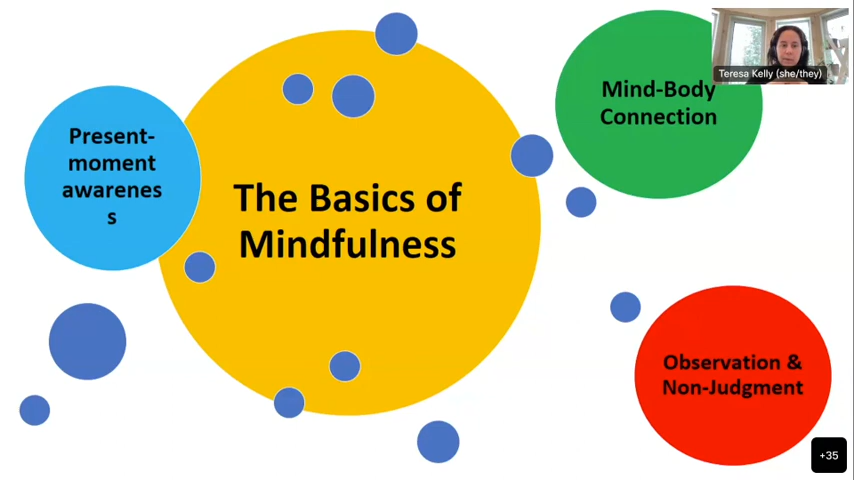 Teresa Kelly (she/they)
Mind-Body
Connection
Present-
moment
awarenes
s
The Basics of
Mindfulness
Observation &
Non-Judgment
+35